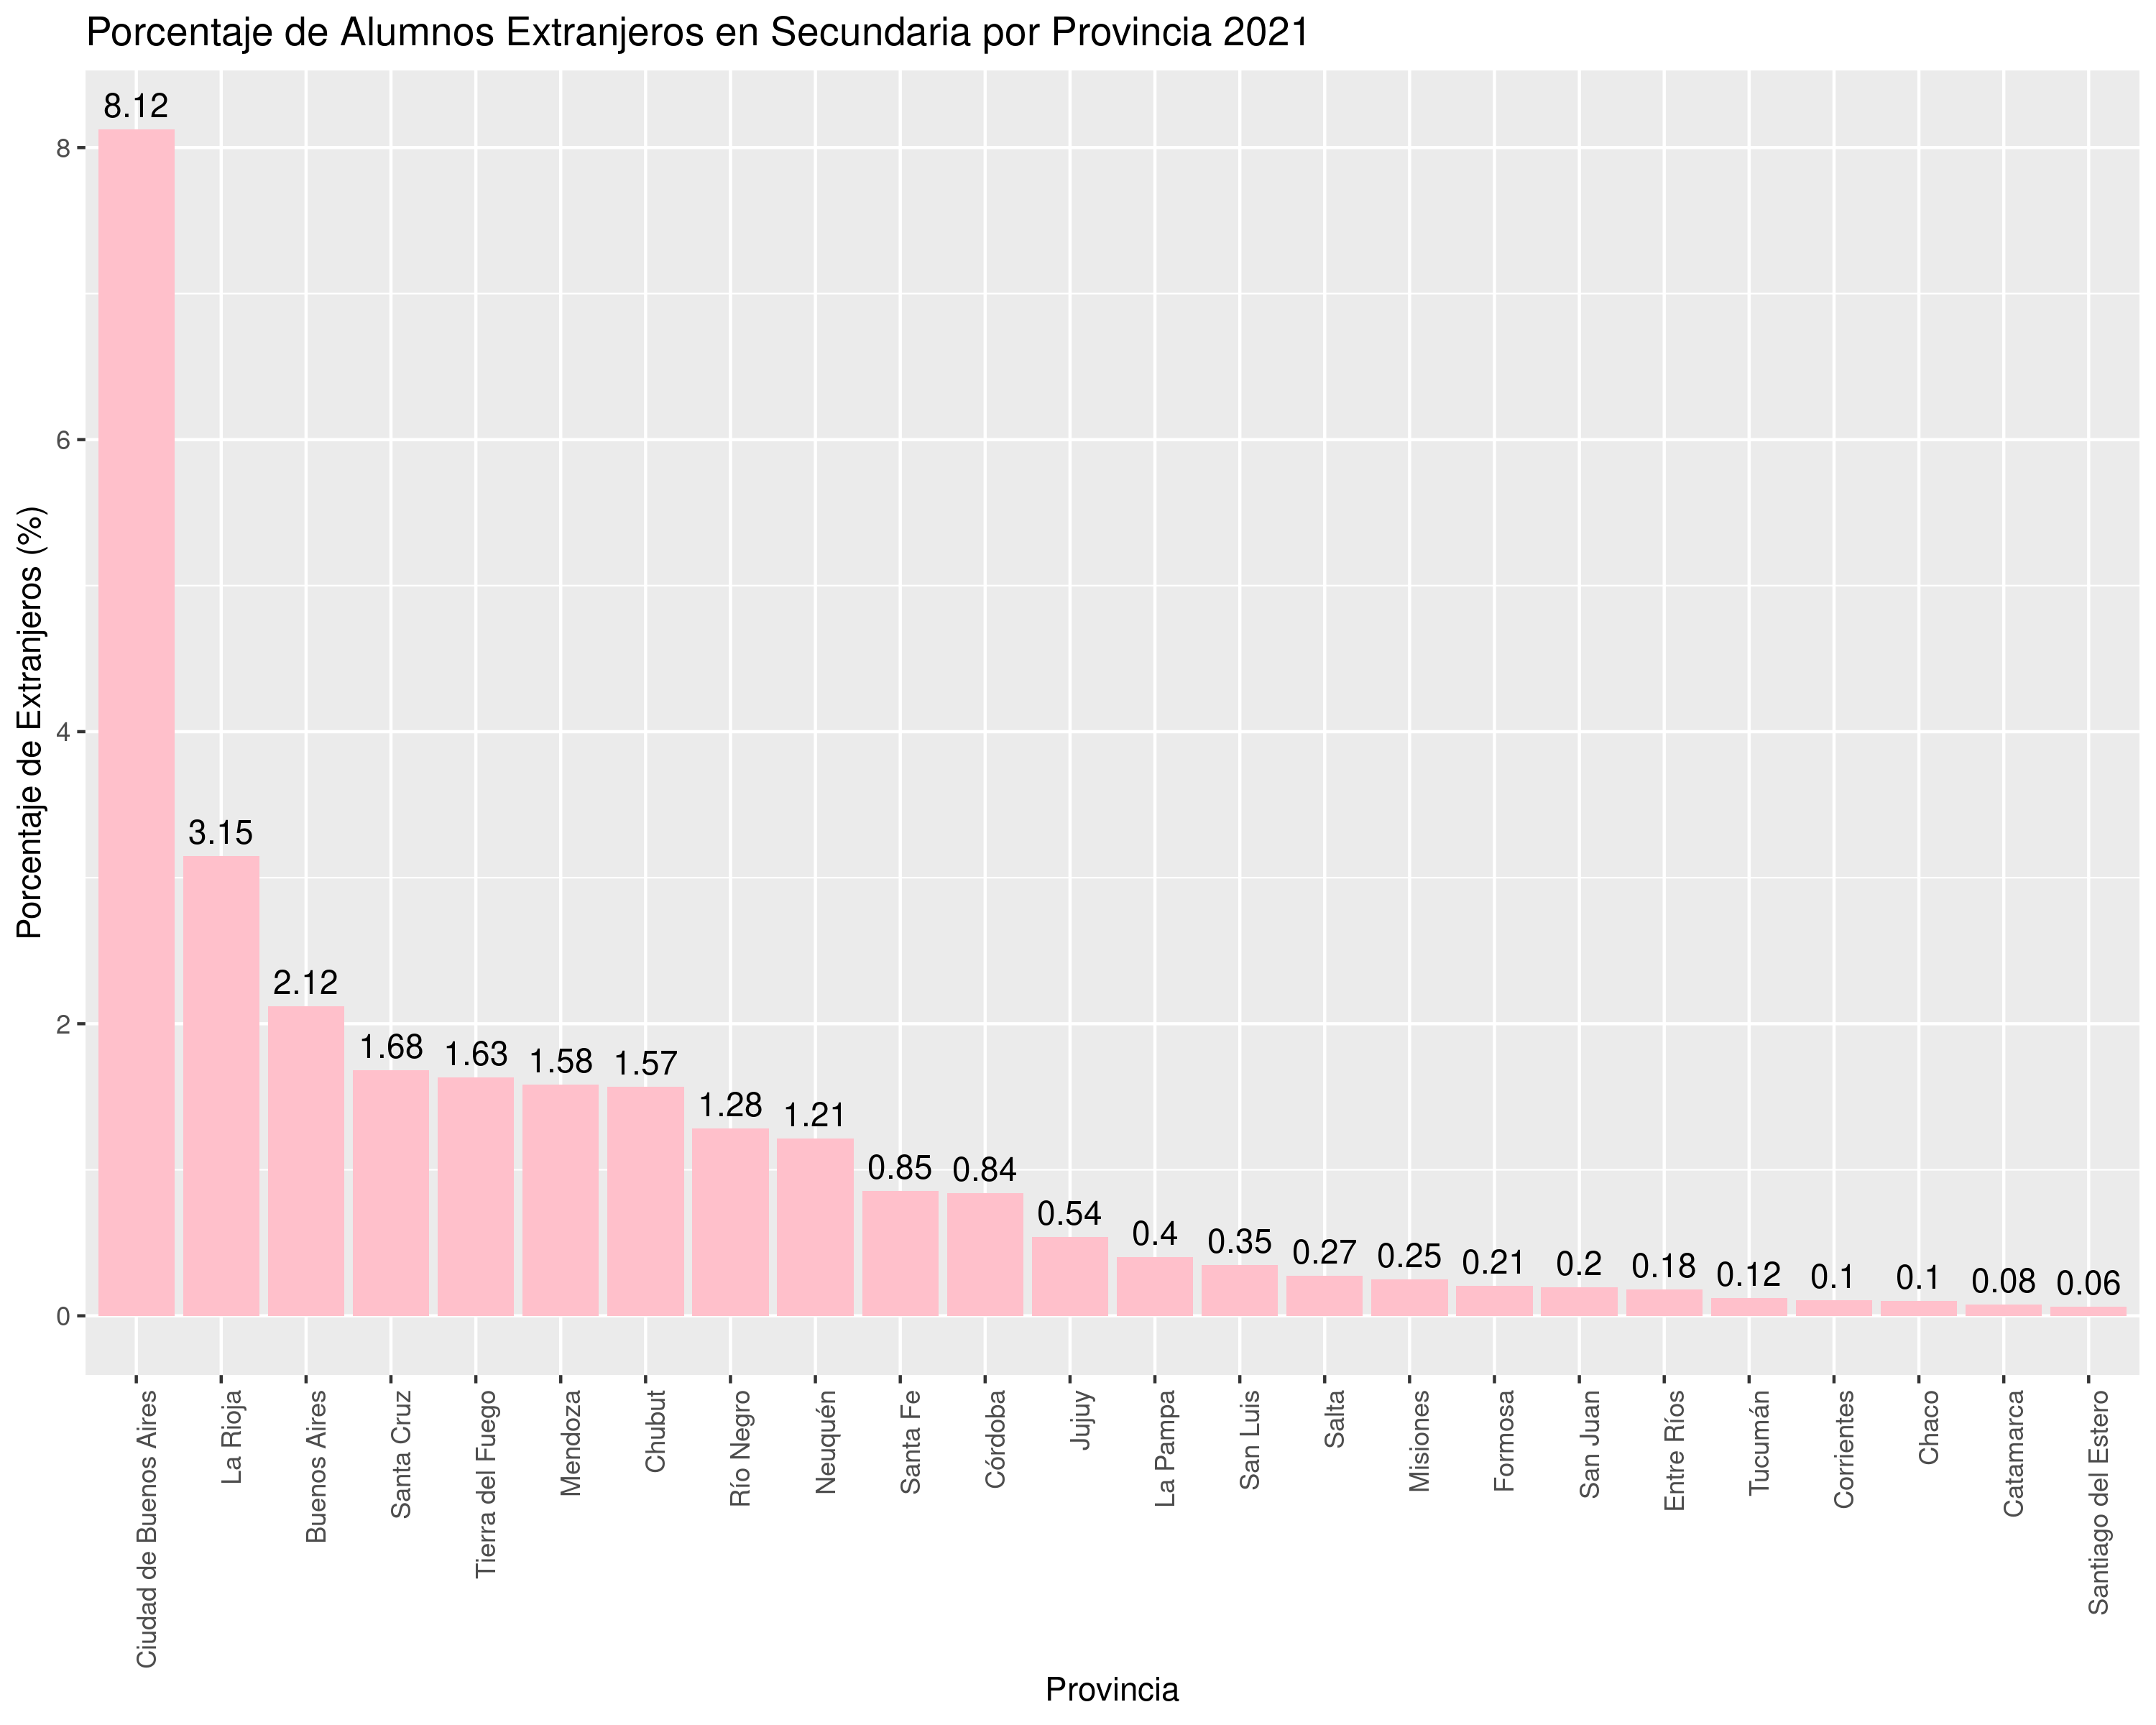 Porcentaje de Alumnos Extranjeros en Secundaria por Provincia 2021
Porcentaje de Extranjeros (%)
8
6
4
2
0
8.12
3.15
2.12
1.68
1.63
1.58
1.57
1.28
1.21
0.85
0.84
0.54
0.4
0.35
0.27
0.25
0.21
0.2
0.18
0.12
0.1
0.1
0.08
0.06
Ciudad de Buenos Aires
La Rioja
Buenos Aires
Santa Cruz
Tierra del Fuego
Mendoza
Chubut
Río Negro
Neuquén
Santa Fe
Córdoba
Jujuy
La Pampa
San Luis
Salta
Misiones
Formosa
San Juan
Entre Ríos
Tucumán
Corrientes
Chaco
Catamarca
Santiago del Estero
Provincia